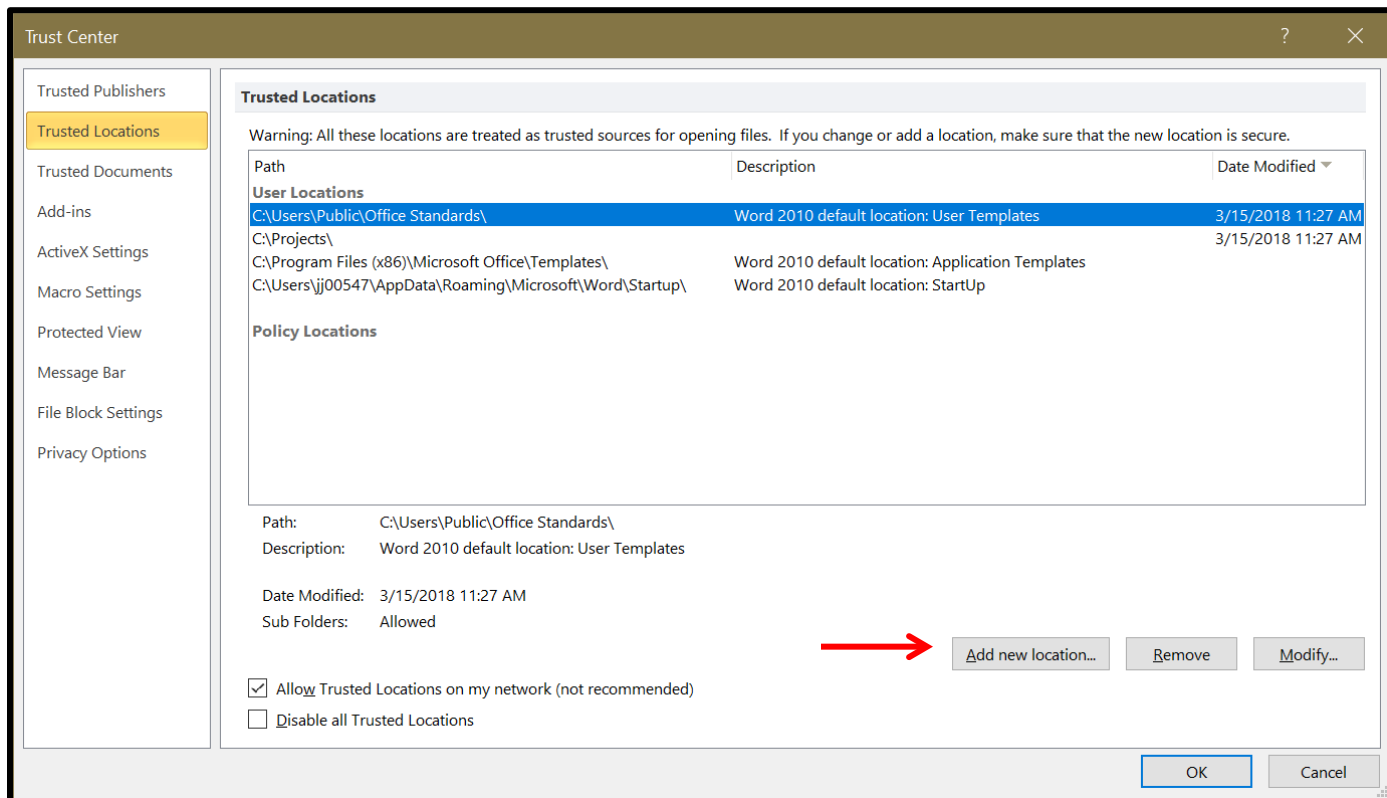 Trust Center ?
Trusted Publishers
Trusted Locations
Trusted Documents
Add-ins
ActiveX Settings
Macro Settings
Protected View
Message Bar
File Block Settings
Privacy Options
Trusted Locations
Warning: All these locations are treated as trusted sources for opening files. If you change or add a location, make sure that the new location is secure.
Path Description Date Modified
User Locations
C:\Users\Public\Office Standards\ Word 2010 default location: User Templates 3/15/2018 11:27 AM
C:\Projects\ 3/15/2018 11:27 AM
C:\Program Files (x86)\Microsoft Office\Templates\ Word 2010 default location: Application Templates
C:\Users\jj00547\AppData\Roaming\Microsoft\Word\Startup\ Word 2010 default location: StartUp
Policy Locations
Path: C:\Users\Public\Office Standards\
Description: Word 2010 default location: User Templates
Date Modified: 3/15/2018 11:27 AM
Sub Folders: Allowed
Add new location... Remove Modify...
Allow Trusted Locations on my network (not recommended)
Disable all Trusted Locations
OK Cancel